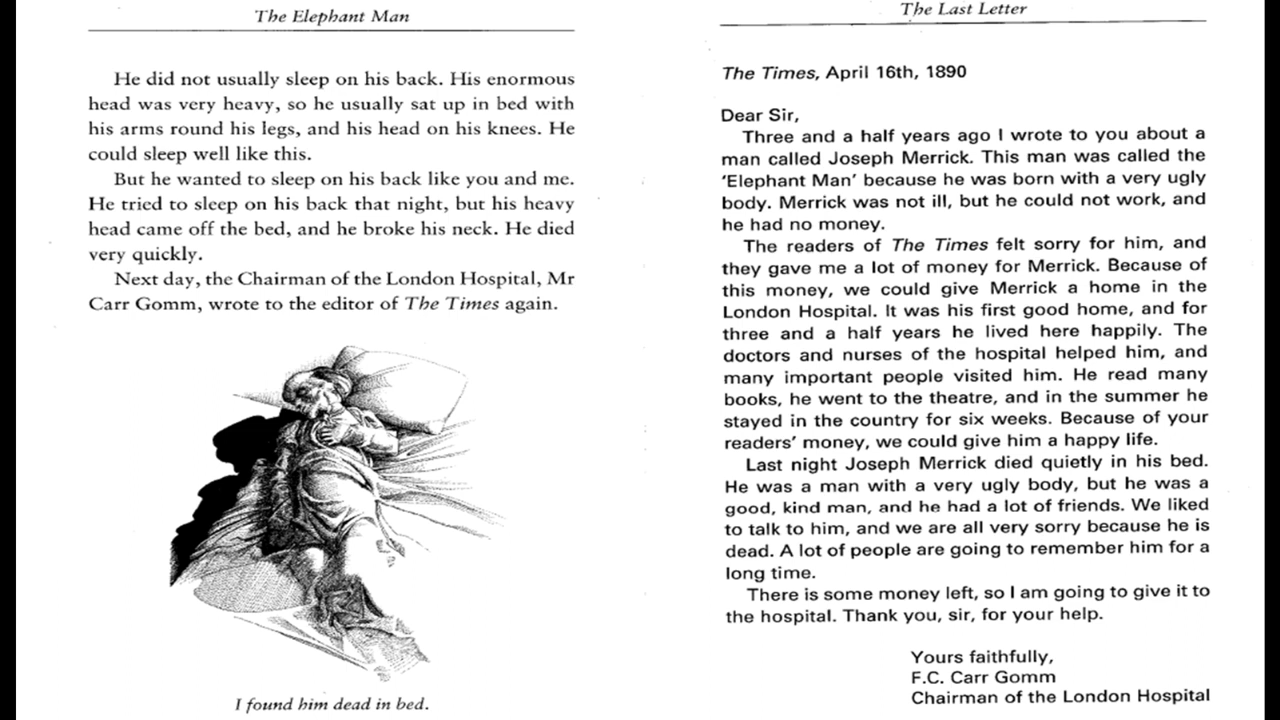 The Elephant Man
He did not usually sleep on his back. His enormous
head was very heavy, so he usually sat up in bed with
his arms round his legs, and his head on his knees. He
could sleep well like this.
But he wanted to sleep on his back like you and me.
He tried to sleep on his back that night, but his heavy
head came off the bed, and he broke his neck. He died
very quickly.
Next day, the Chairman of the London Hospital, Mr
Carr Gomm, wrote to the editor of The Times again.
I found him dead in bed.
The Last Letter
The Times, April 16th, 1890
Dear Sir,
Three and a half years ago I wrote to you about a
man called Joseph Merrick. This man was called the
‘Elephant Man’ because he was born with a very ugly
body. Merrick was not ill, but he could not work, and
he had no money.
The readers of The Times felt sorry for him, and
they gave me a lot of money for Merrick. Because of
this money, we could give Merrick a home in the
London Hospital. It was his first good home, and for
three and a half years he lived here happily. The
doctors and nurses of the hospital helped him, and
many important people visited him. He read many
books, he went to the theatre, and in the summer he
stayed in the country for six weeks. Because of your
readers’ money, we could give him a happy life.
Last night Joseph Merrick died quietly in his bed.
He was a man with a very ugly body, but he was a
good, kind man, and he had a lot of friends. We liked
to talk to him, and we are all very sorry because he is
dead. A lot of people are going to remember him for a
long time.
There is some money left, so I am going to give it to
the hospital. Thank you, sir, for your help.
Yours faithfully,
F.C. Carr Gomm
Chairman of the London Hospital